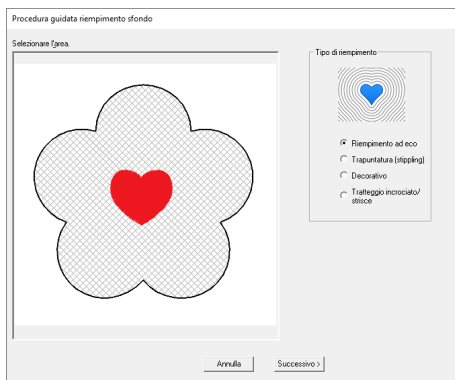 Procedura guidata riempimento sfondo
Selezionare l'area.
Tipo di riempimento
Riempimento ad eco
Trapuntatura (stippling)
Decorativo
Tratteggio incrociato/
strisce
Annulla
Successivo >